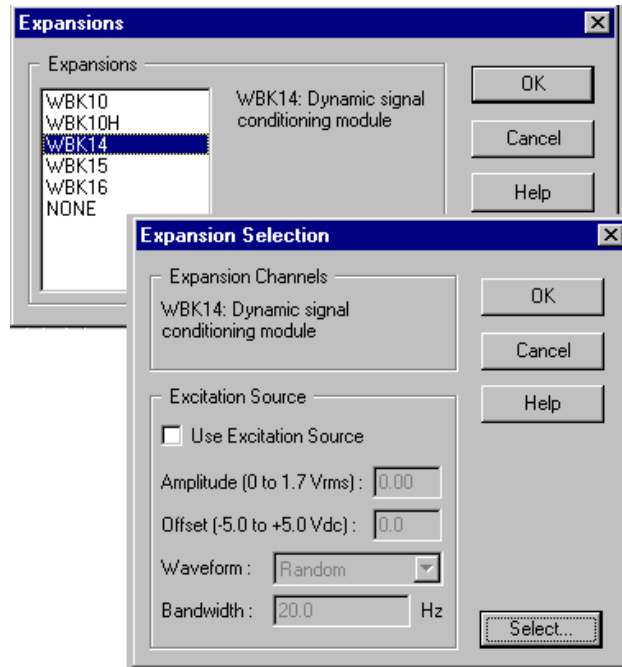 Expansions
Expansions
WBK10
WBK10H
WBK14
WBK15
WBK16
NONE
WBK14: Dynamic signal
conditioning module
OK
Cancel
Help
Expansion Selection
Expansion Channels
WBK14: Dynamic signal
conditioning module
Excitation Source
Use Excitation Source
Amplitude (0 to 1.7 Vrms) : 0.00
Offset (-5.0 to +5.0 Vdc) : 0.0
Waveform : Random
Bandwidth : 20.0 Hz
OK
Cancel
Help
Select...